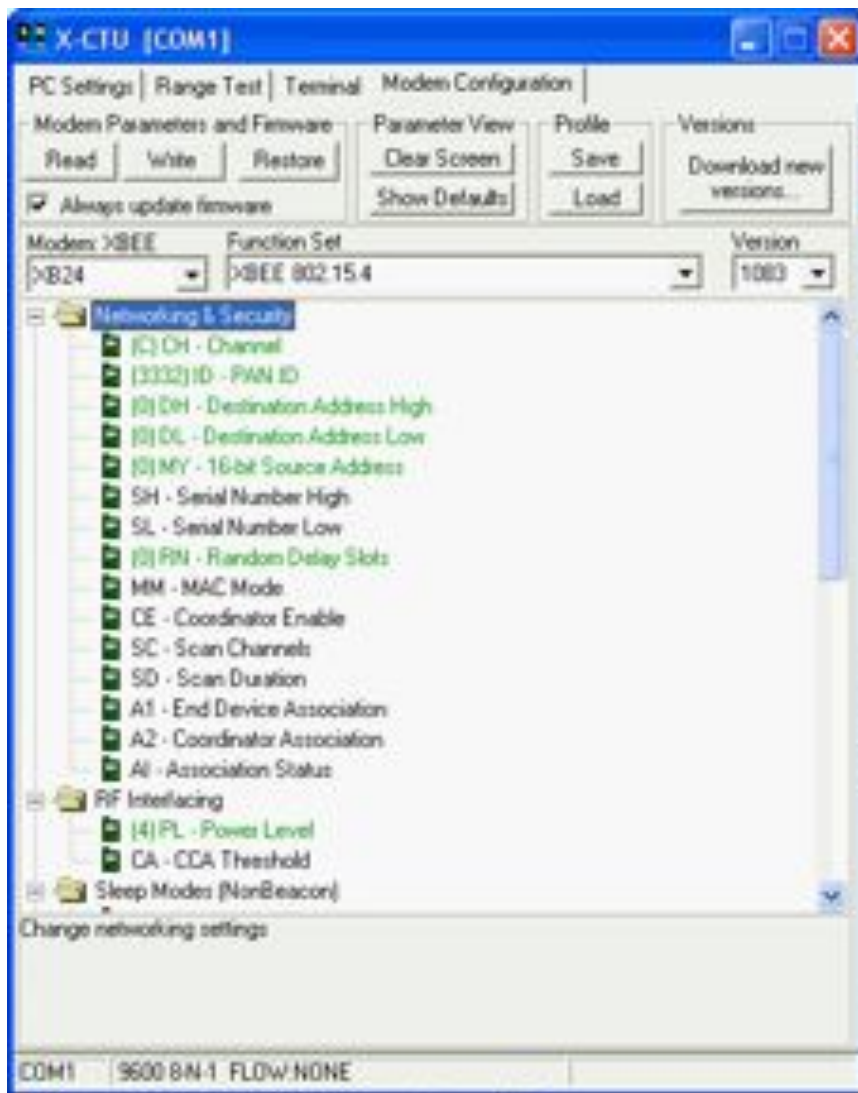 X-CTU [COM1]
PC Settings Range Test Terminal Modem Configuration
Modem Parameters and Firmware Parameter View Profile Versions
Read Write Restore Clear Screen Save Download new versions...
Always update firmware Show Defaults Load
Modem: XBEE Function Set Version
XB24 XBEE 802.15.4 1083
Networking & Security
(C) CH - Channel
(3332) ID - PAN ID
(0) DH - Destination Address High
(0) DL - Destination Address Low
(0) MY - 16-bit Source Address
SH - Serial Number High
SL - Serial Number Low
(0) RN - Random Delay Slots
MM - MAC Mode
CE - Coordinator Enable
SC - Scan Channels
SD - Scan Duration
A1 - End Device Association
A2 - Coordinator Association
AI - Association Status
RF Interfacing
(4) PL - Power Level
CA - CCA Threshold
Sleep Modes (NonBeacon)
Change networking settings
COM1 9600 8-N-1 FLOW:NONE